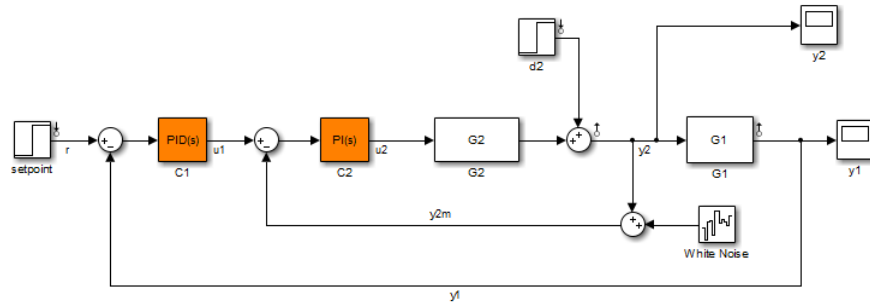 d2
y2
setpoint
r
PID(s)
C1
u1
PI(s)
C2
u2
G2
G2
y2
G1
G1
y1
y2m
White Noise
y1